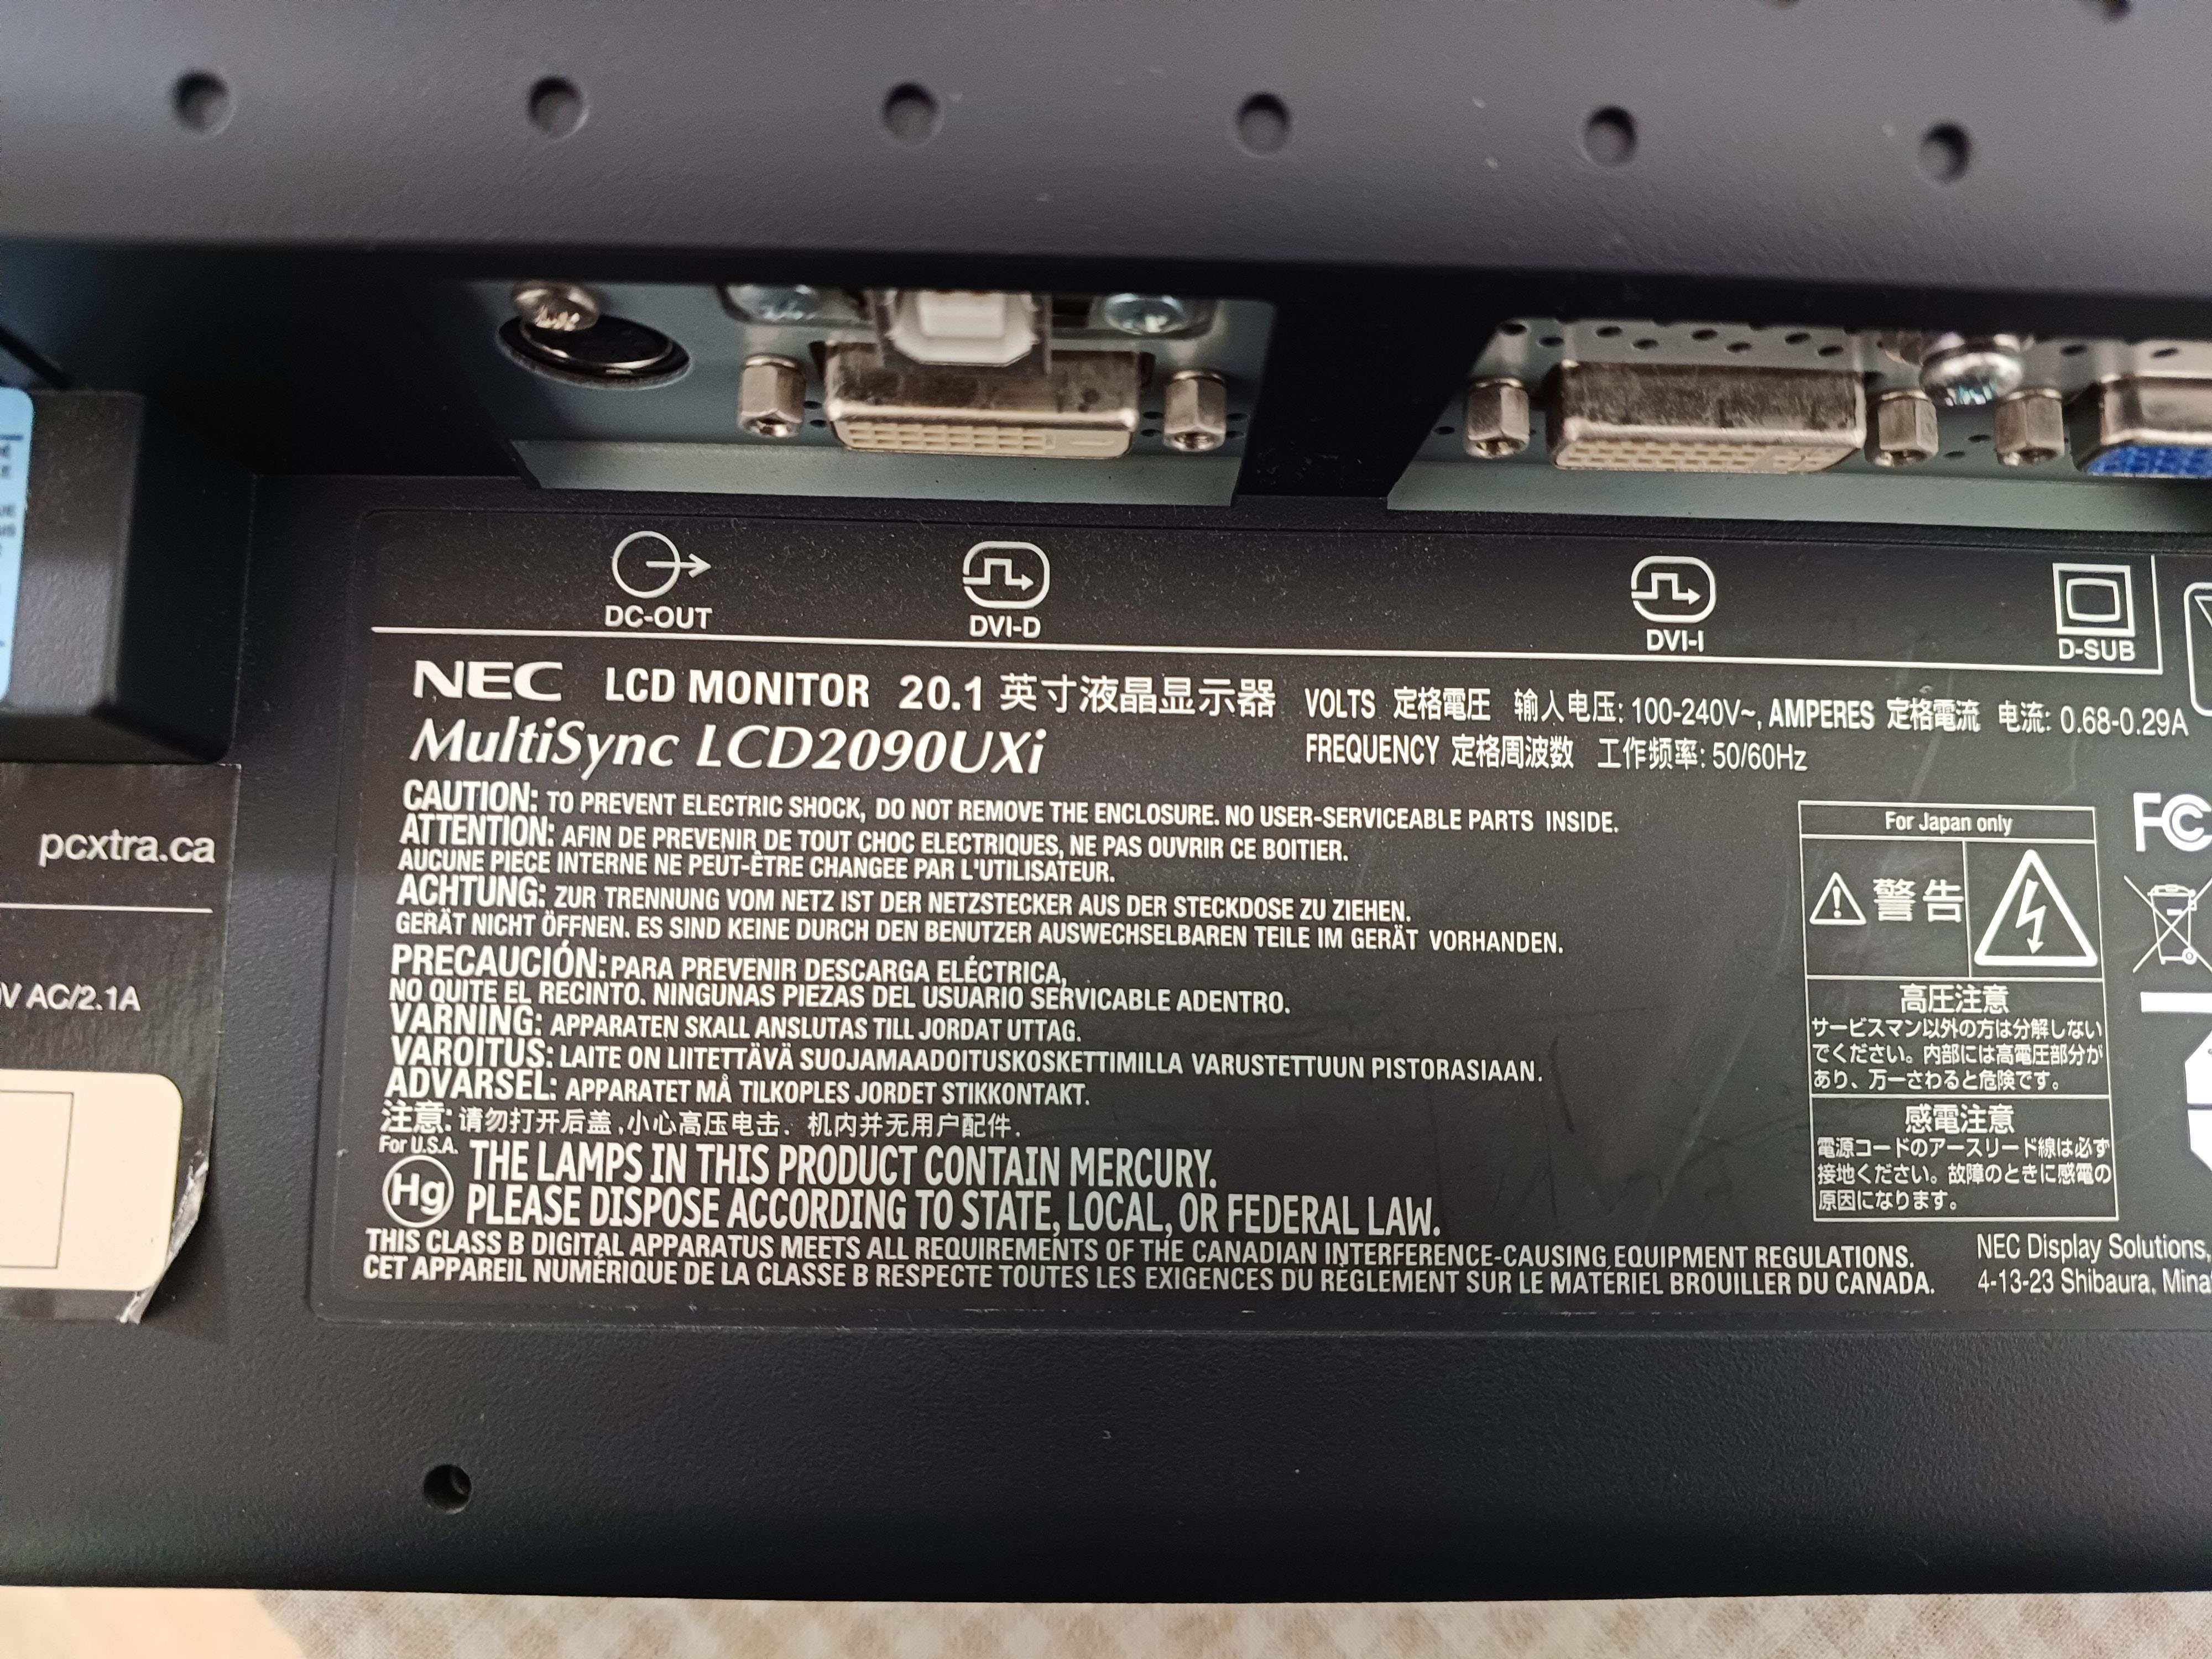 DC-OUT
DVI-D
DVI-I
D-SUB
NEC LCD MONITOR 20.1 英寸液晶显示器
MultiSync LCD2090UXi
VOLTS 定格電圧 输入电压: 100-240V~, AMPERES 定格電流 电流: 0.68-0.29A
FREQUENCY 定格周波数 工作频率: 50/60Hz
CAUTION: TO PREVENT ELECTRIC SHOCK, DO NOT REMOVE THE ENCLOSURE. NO USER-SERVICEABLE PARTS INSIDE.
ATTENTION: AFIN DE PREVENIR DE TOUT CHOC ELECTRIQUES, NE PAS OUVRIR CE BOITIER.
AUCUNE PIECE INTERNE NE PEUT-ÊTRE CHANGEE PAR L'UTILISATEUR.
ACHTUNG: ZUR TRENNUNG VOM NETZ IST DER NETZSTECKER AUS DER STECKDOSE ZU ZIEHEN.
GERÄT NICHT ÖFFNEN. ES SIND KEINE DURCH DEN BENUTZER AUSWECHSELBAREN TEILE IM GERÄT VORHANDEN.
PRECAUCIÓN: PARA PREVENIR DESCARGA ELÉCTRICA,
NO QUITE EL RECINTO. NINGUNAS PIEZAS DEL USUARIO SERVICABLE ADENTRO.
VARNING: APPARATEN SKALL ANSLUTAS TILL JORDAT UTTAG.
VAROITUS: LAITE ON LIITETTÄVÄ SUOJAMAADOITUSKOSKETTIMILLA VARUSTETTUUN PISTORASIAAN.
ADVARSEL: APPARATET MÅ TILKOPLES JORDET STIKKONTAKT.
注意: 请勿打开后盖,小心高压电击. 机内并无用户配件.
For U.S.A.
Hg
THE LAMPS IN THIS PRODUCT CONTAIN MERCURY.
PLEASE DISPOSE ACCORDING TO STATE, LOCAL, OR FEDERAL LAW.
THIS CLASS B DIGITAL APPARATUS MEETS ALL REQUIREMENTS OF THE CANADIAN INTERFERENCE-CAUSING EQUIPMENT REGULATIONS.
CET APPAREIL NUMÉRIQUE DE LA CLASSE B RESPECTE TOUTES LES EXIGENCES DU RÈGLEMENT SUR LE MATERIEL BROUILLER DU CANADA.
For Japan only
警告
高圧注意
サービスマン以外の方は分解しない
でください。内部には高電圧部分が
あり、万一さわると危険です。
感電注意
電源コードのアースリード線は必ず
接地ください。故障のときに感電の
原因になります。
FC
NEC Display Solutions,
4-13-23 Shibaura,
pcxtra.ca
V AC/2.1A